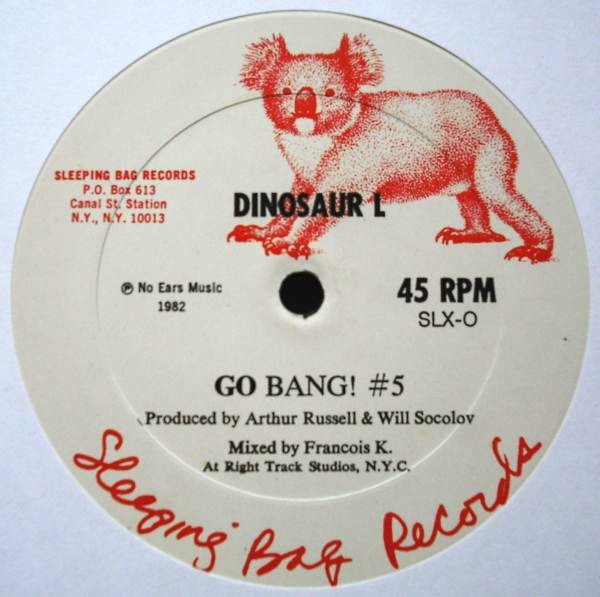 SLEEPING BAG RECORDS
P.O. Box 613
Canal St. Station
N.Y., N.Y. 10013
DINOSAUR L
℗ No Ears Music
1982
45 RPM
SLX-O
GO BANG! #5
Produced by Arthur Russell & Will Socolov
Mixed by Francois K.
At Right Track Studios, N.Y.C.
Sleeping Bag Records